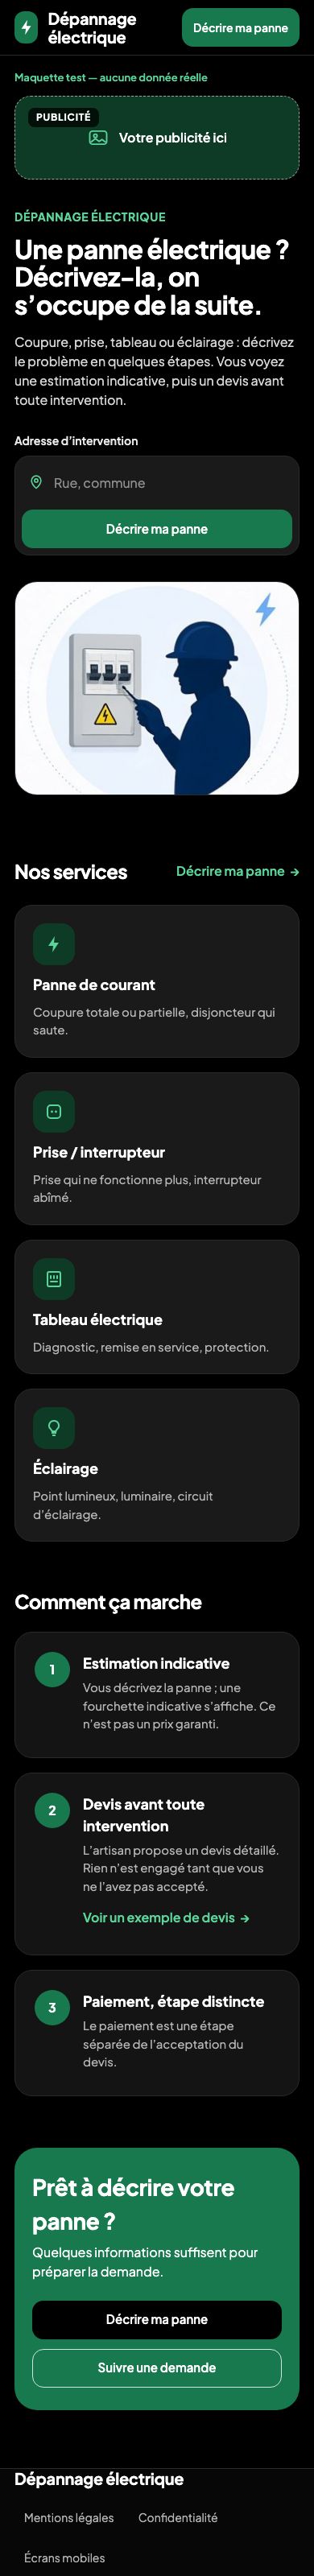 Dépannage
électrique
Décrire ma panne
Maquette test — aucune donnée réelle
PUBLICITÉ
Votre publicité ici
DÉPANNAGE ÉLECTRIQUE
Une panne électrique ?
Décrivez-la, on
s’occupe de la suite.
Coupure, prise, tableau ou éclairage : décrivez
le problème en quelques étapes. Vous voyez
une estimation indicative, puis un devis avant
toute intervention.
Adresse d’intervention
Rue, commune
Décrire ma panne
Nos services
Décrire ma panne →
Panne de courant
Coupure totale ou partielle, disjoncteur qui
saute.
Prise / interrupteur
Prise qui ne fonctionne plus, interrupteur
abîmé.
Tableau électrique
Diagnostic, remise en service, protection.
Éclairage
Point lumineux, luminaire, circuit
d’éclairage.
Comment ça marche
1
Estimation indicative
Vous décrivez la panne ; une
fourchette indicative s’affiche. Ce
n’est pas un prix garanti.
2
Devis avant toute
intervention
L’artisan propose un devis détaillé.
Rien n’est engagé tant que vous
ne l’avez pas accepté.
Voir un exemple de devis →
3
Paiement, étape distincte
Le paiement est une étape
séparée de l’acceptation du
devis.
Prêt à décrire votre
panne ?
Quelques informations suffisent pour
préparer la demande.
Décrire ma panne
Suivre une demande
Dépannage électrique
Mentions légales
Confidentialité
Écrans mobiles